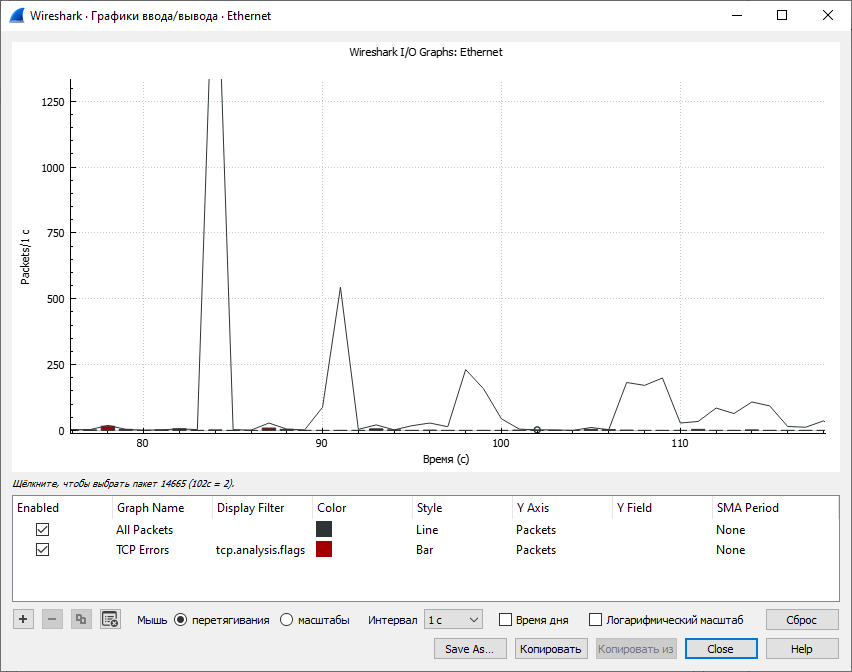 Wireshark · Графики ввода/вывода · Ethernet
Wireshark I/O Graphs: Ethernet
Packets/1 с
1250
1000
750
500
250
0
80 90 100 110
Время (с)
Щёлкните, чтобы выбрать пакет 14665 (102с = 2).
Enabled Graph Name Display Filter Color Style Y Axis Y Field SMA Period
All Packets Line Packets None
TCP Errors tcp.analysis.flags Bar Packets None
Мышь перетягивания масштабы Интервал 1 с Время дня Логарифмический масштаб Сброс
Save As... Копировать Копировать из Close Help